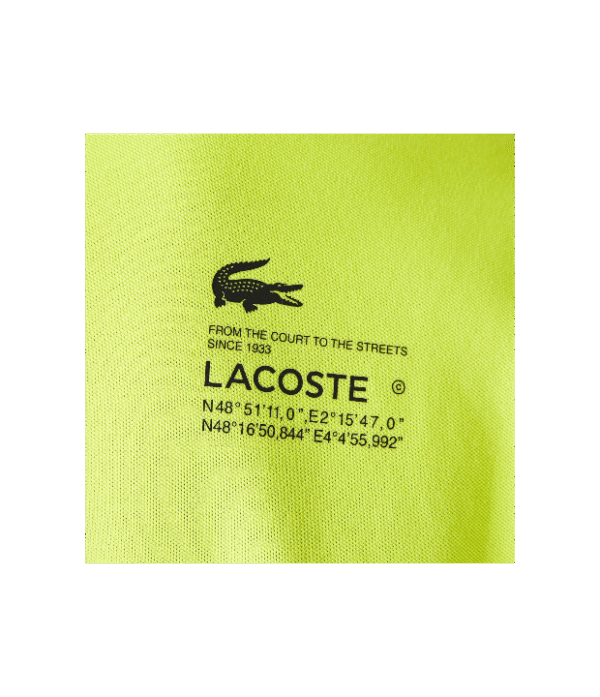 FROM THE COURT TO THE STREETS
SINCE 1933
LACOSTE ©
N48°51'11,0",E2°15'47,0"
N48°16'50,844" E4°4'55,992"